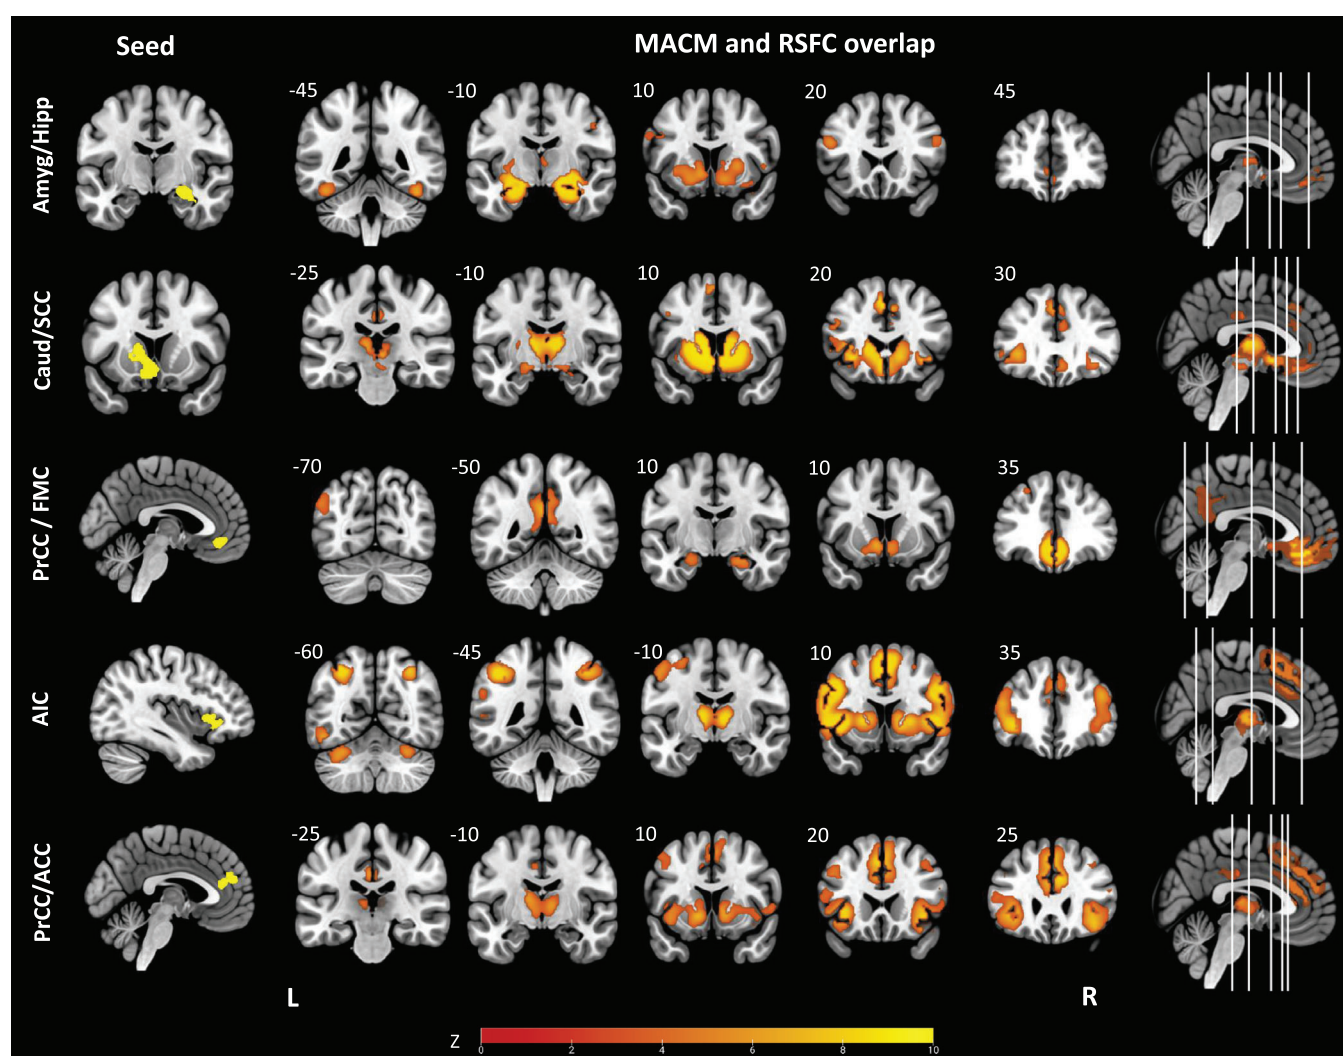 Seed MACM and RSFC overlap
Amyg/Hipp -45 -10 10 20 45
Caud/SCC -25 -10 10 20 30
PrCC / FMC -70 -50 10 10 35
AIC -60 -45 -10 10 35
PrCC/ACC -25 -10 10 20 25
L R
Z 0 2 4 6 8 10